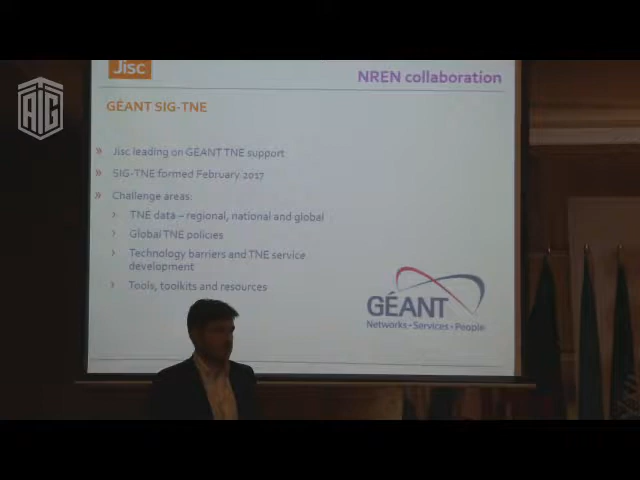 AIG
Jisc
NREN collaboration
GÉANT SIG-TNE
Jisc leading on GÉANT TNE support
SIG-TNE formed February 2017
Challenge areas:
TNE data – regional, national and global
Global TNE policies
Technology barriers and TNE service
development
Tools, toolkits and resources
GÉANT
Networks • Services • People